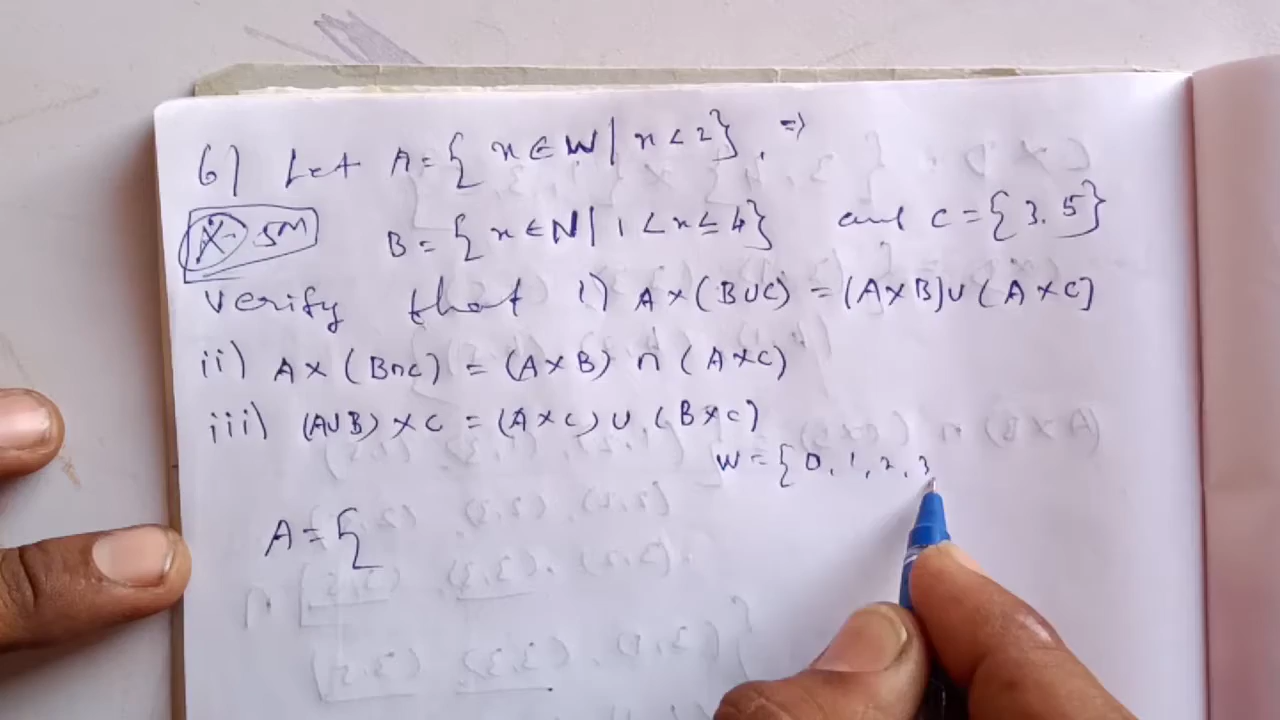 6) Let A = { x ∈ W | x < 2 }, ⇒
5M B = { x ∈ N | 1 < x ≤ 4 } and C = { 3, 5 }
Verify that i) A × (B ∪ C) = (A × B) ∪ (A × C)
ii) A × (B ∩ C) = (A × B) ∩ (A × C)
iii) (A ∪ B) × C = (A × C) ∪ (B × C)
W = { 0, 1, 2, 3
A = {